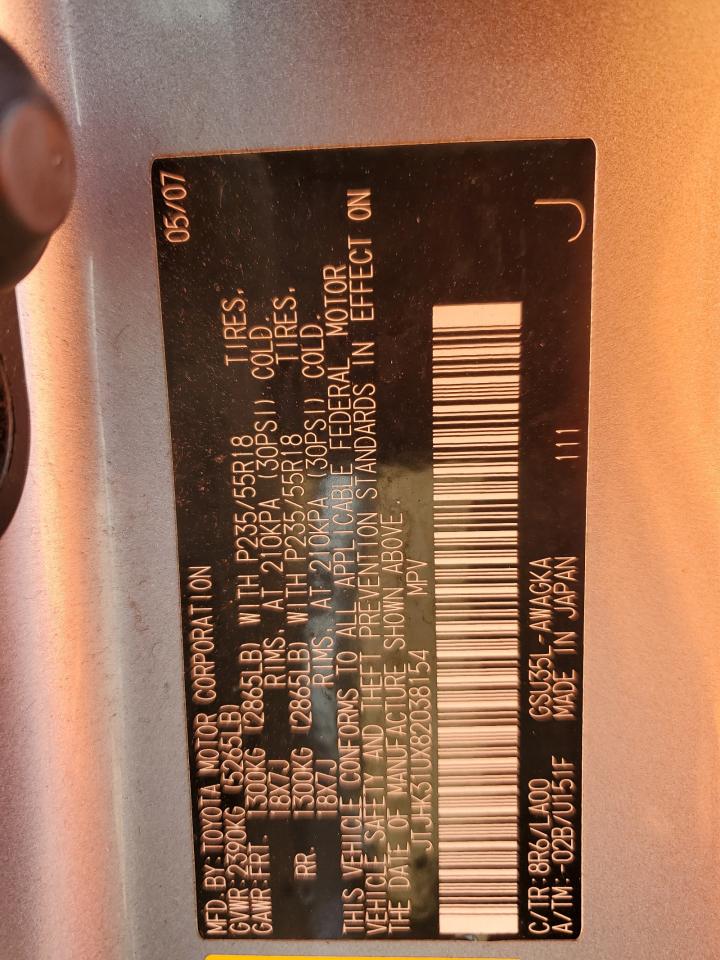 MFD.BY:TOYOTA MOTOR CORPORATION 05/07
GVWR:2390KG (5265LB)
GAWR:FRT. 1300KG (2865LB) WITH P235/55R18 TIRES,
18X7J RIMS, AT 210KPA (30PSI) COLD
RR. 1300KG (2865LB) WITH P235/55R18 TIRES,
18X7J RIMS, AT 210KPA (30PSI) COLD.
THIS VEHICLE CONFORMS TO ALL APPLICABLE FEDERAL MOTOR
VEHICLE SAFETY AND THEFT PREVENTION STANDARDS IN EFFECT ON
THE DATE OF MANUFACTURE SHOWN ABOVE.
JTJHK31UX82038154 MPV
C/TR:8R6/LA00 GSU35L-AWAGKA
A/TM:-02B/U151F MADE IN JAPAN 111 J